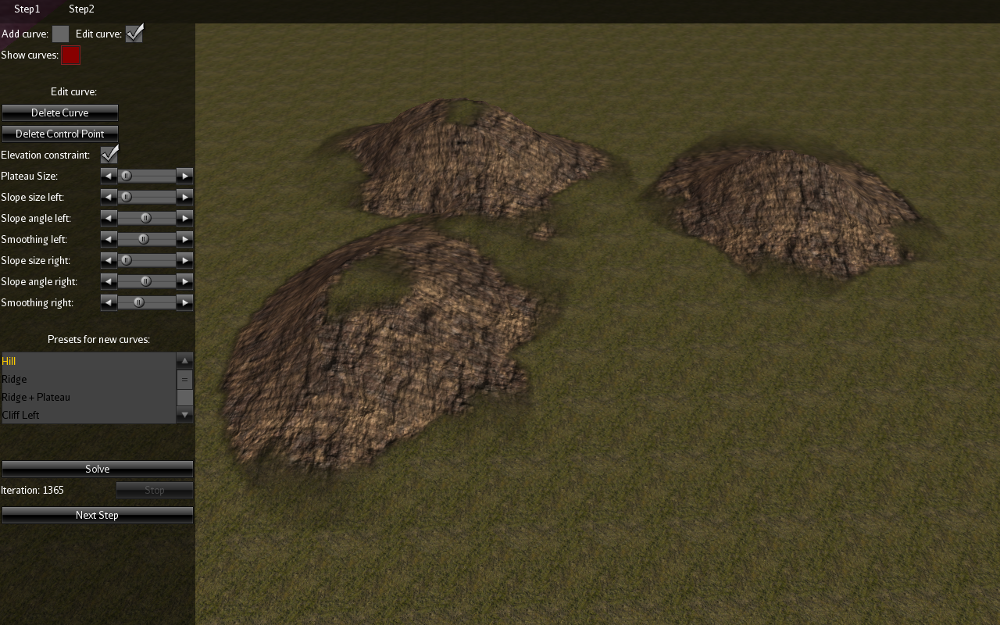 Step1 Step2
Add curve: Edit curve:
Show curves:
Edit curve:
Delete Curve
Delete Control Point
Elevation constraint:
Plateau Size:
Slope size left:
Slope angle left:
Smoothing left:
Slope size right:
Slope angle right:
Smoothing right:
Presets for new curves:
Hill
Ridge
Ridge + Plateau
Cliff Left
Solve
Iteration: 1365 Stop
Next Step